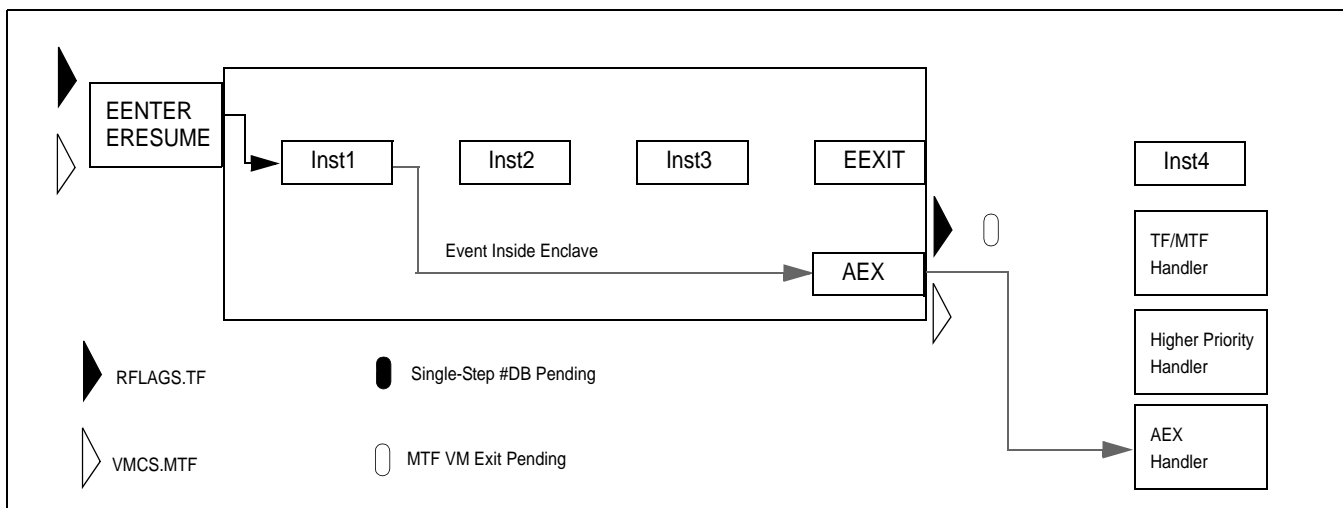 EENTER
ERESUME
Inst1
Inst2
Inst3
EEXIT
Inst4
Event Inside Enclave
AEX
TF/MTF
Handler
Higher Priority
Handler
AEX
Handler
RFLAGS.TF
Single-Step #DB Pending
VMCS.MTF
MTF VM Exit Pending